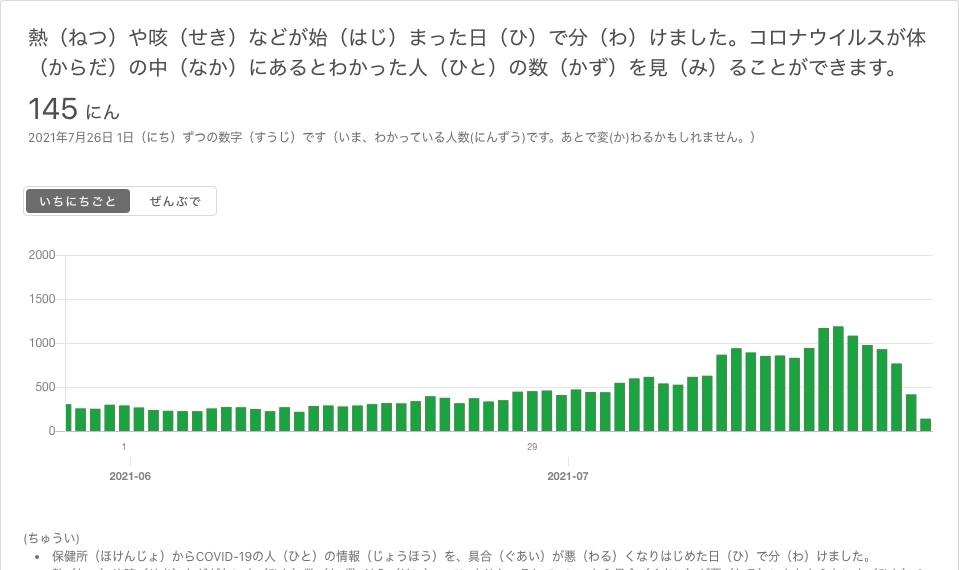 熱（ねつ）や咳（せき）などが始（はじ）まった日（ひ）で分（わ）けました。コロナウイルスが体
（からだ）の中（なか）にあるとわかった人（ひと）の数（かず）を見（み）ることができます。
145 にん
2021年7月26日 1日（にち）ずつの数字（すうじ）です（いま、わかっている人数(にんずう)です。あとで変(か)わるかもしれません。）
いちにちごと ぜんぶで
2000
1500
1000
500
0
1 29
2021-06 2021-07
(ちゅうい)
• 保健所（ほけんじょ）からCOVID-19の人（ひと）の情報（じょうほう）を、具合（ぐあい）が悪（わる）くなりはじめた日（ひ）で分（わ）けました。